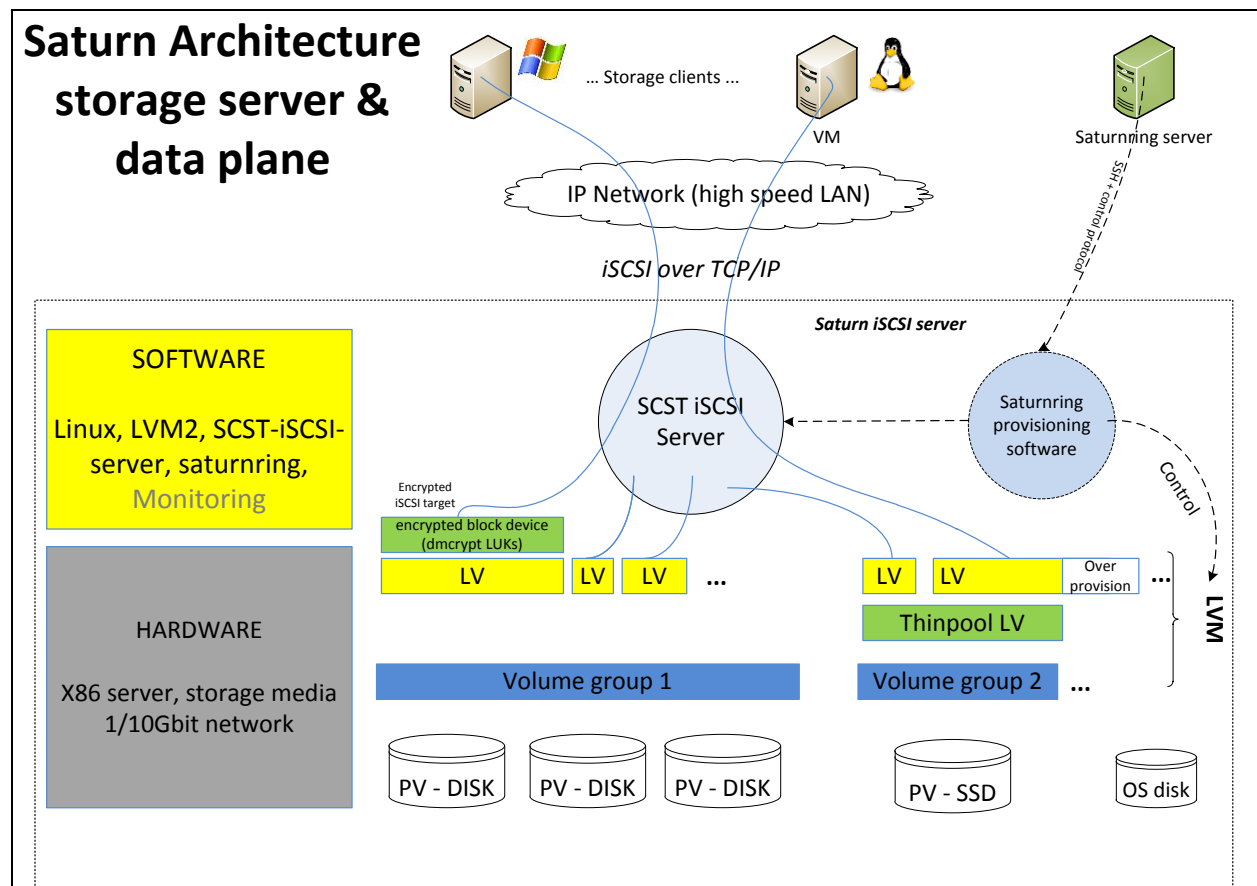 Saturn Architecture
storage server &
data plane
... Storage clients ...
VM
Saturnring server
IP Network (high speed LAN)
SSH + control protocol
iSCSI over TCP/IP
Saturn iSCSI server
SOFTWARE
Linux, LVM2, SCST-iSCSI-
server, saturnring,
Monitoring
SCST iSCSI
Server
Saturnring
provisioning
software
Control
Encrypted
iSCSI target
encrypted block device
(dmcrypt LUKs)
LV
LV
LV
...
LV
LV
Over
provision
...
LVM
Thinpool LV
HARDWARE
X86 server, storage media
1/10Gbit network
Volume group 1
Volume group 2
...
PV - DISK
PV - DISK
PV - DISK
PV - SSD
OS disk